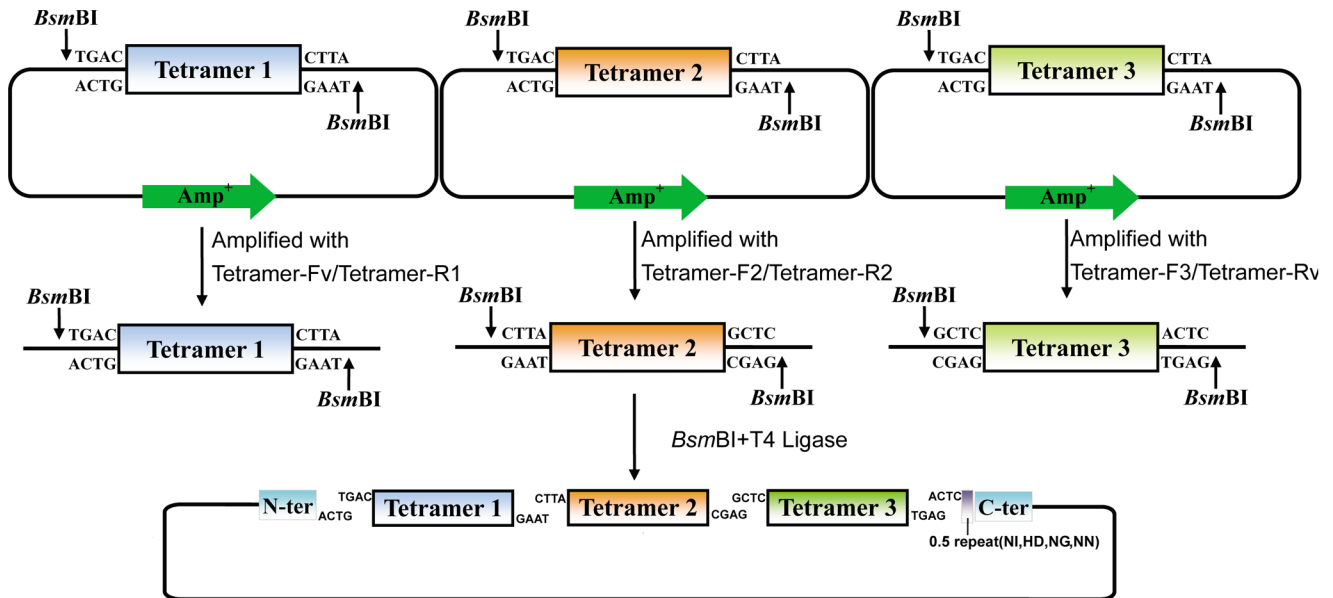 BsmBI
TGAC Tetramer 1 CTTA
ACTG GAAT
BsmBI
Amp+
BsmBI
TGAC Tetramer 2 CTTA
ACTG GAAT
BsmBI
Amp+
BsmBI
TGAC Tetramer 3 CTTA
ACTG GAAT
BsmBI
Amp+
Amplified with
Tetramer-Fv/Tetramer-R1
Amplified with
Tetramer-F2/Tetramer-R2
Amplified with
Tetramer-F3/Tetramer-Rv
BsmBI
TGAC Tetramer 1 CTTA
ACTG GAAT
BsmBI
BsmBI
CTTA Tetramer 2 GCTC
GAAT CGAG
BsmBI
BsmBI
GCTC Tetramer 3 ACTC
CGAG TGAG
BsmBI
BsmBI+T4 Ligase
N-ter TGAC Tetramer 1 CTTA Tetramer 2 GCTC Tetramer 3 ACTC C-ter
ACTG GAAT CGAG TGAG
0.5 repeat(NI,HD,NG,NN)